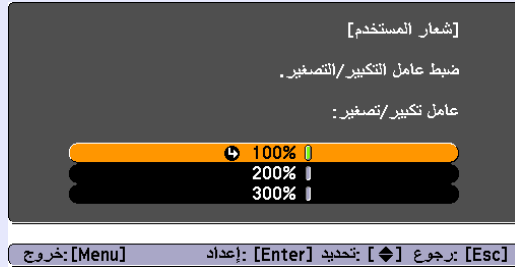 [شعار المستخدم]
ضبط عامل التكبير/التصغير.
عامل تكبير/تصغير:
100%
200%
300%
[Esc] :رجوع [◆] :تحديد [Enter] :إعداد [Menu] :خروج